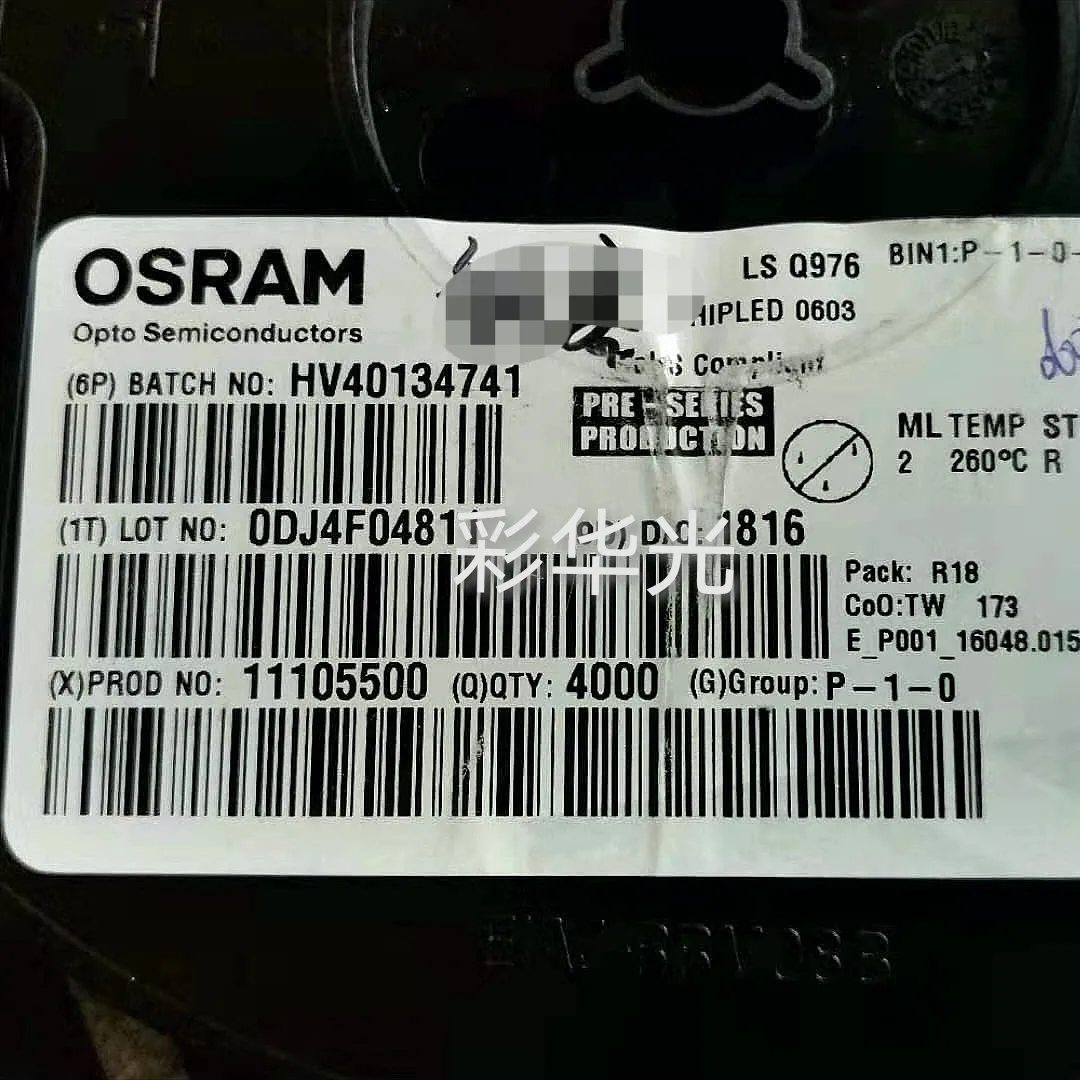 OSRAM
Opto Semiconductors
LS Q976
BIN1:P-1-0-
HIPLED 0603
Compliant
(6P) BATCH NO: HV40134741
PRE-SERIES
PRODUCTION
ML TEMP ST
2 260°C R
(1T) LOT NO: 0DJ4F0481 D/C: 1816
彩华光
Pack: R18
CoO:TW 173
E_P001_16048.015
(X)PROD NO: 11105500 (Q)QTY: 4000 (G)Group: P-1-0